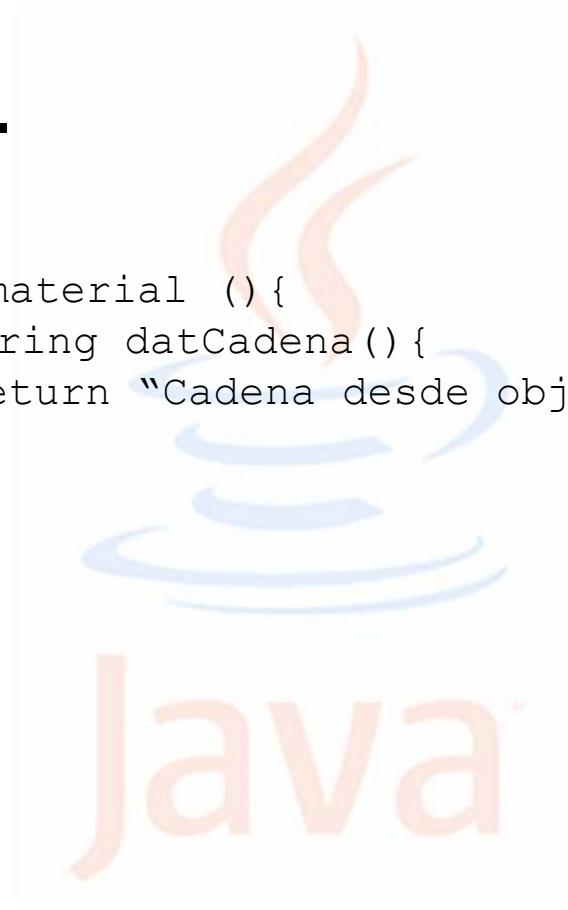 material (){
ring datCadena(){
eturn “Cadena desde obj
Java